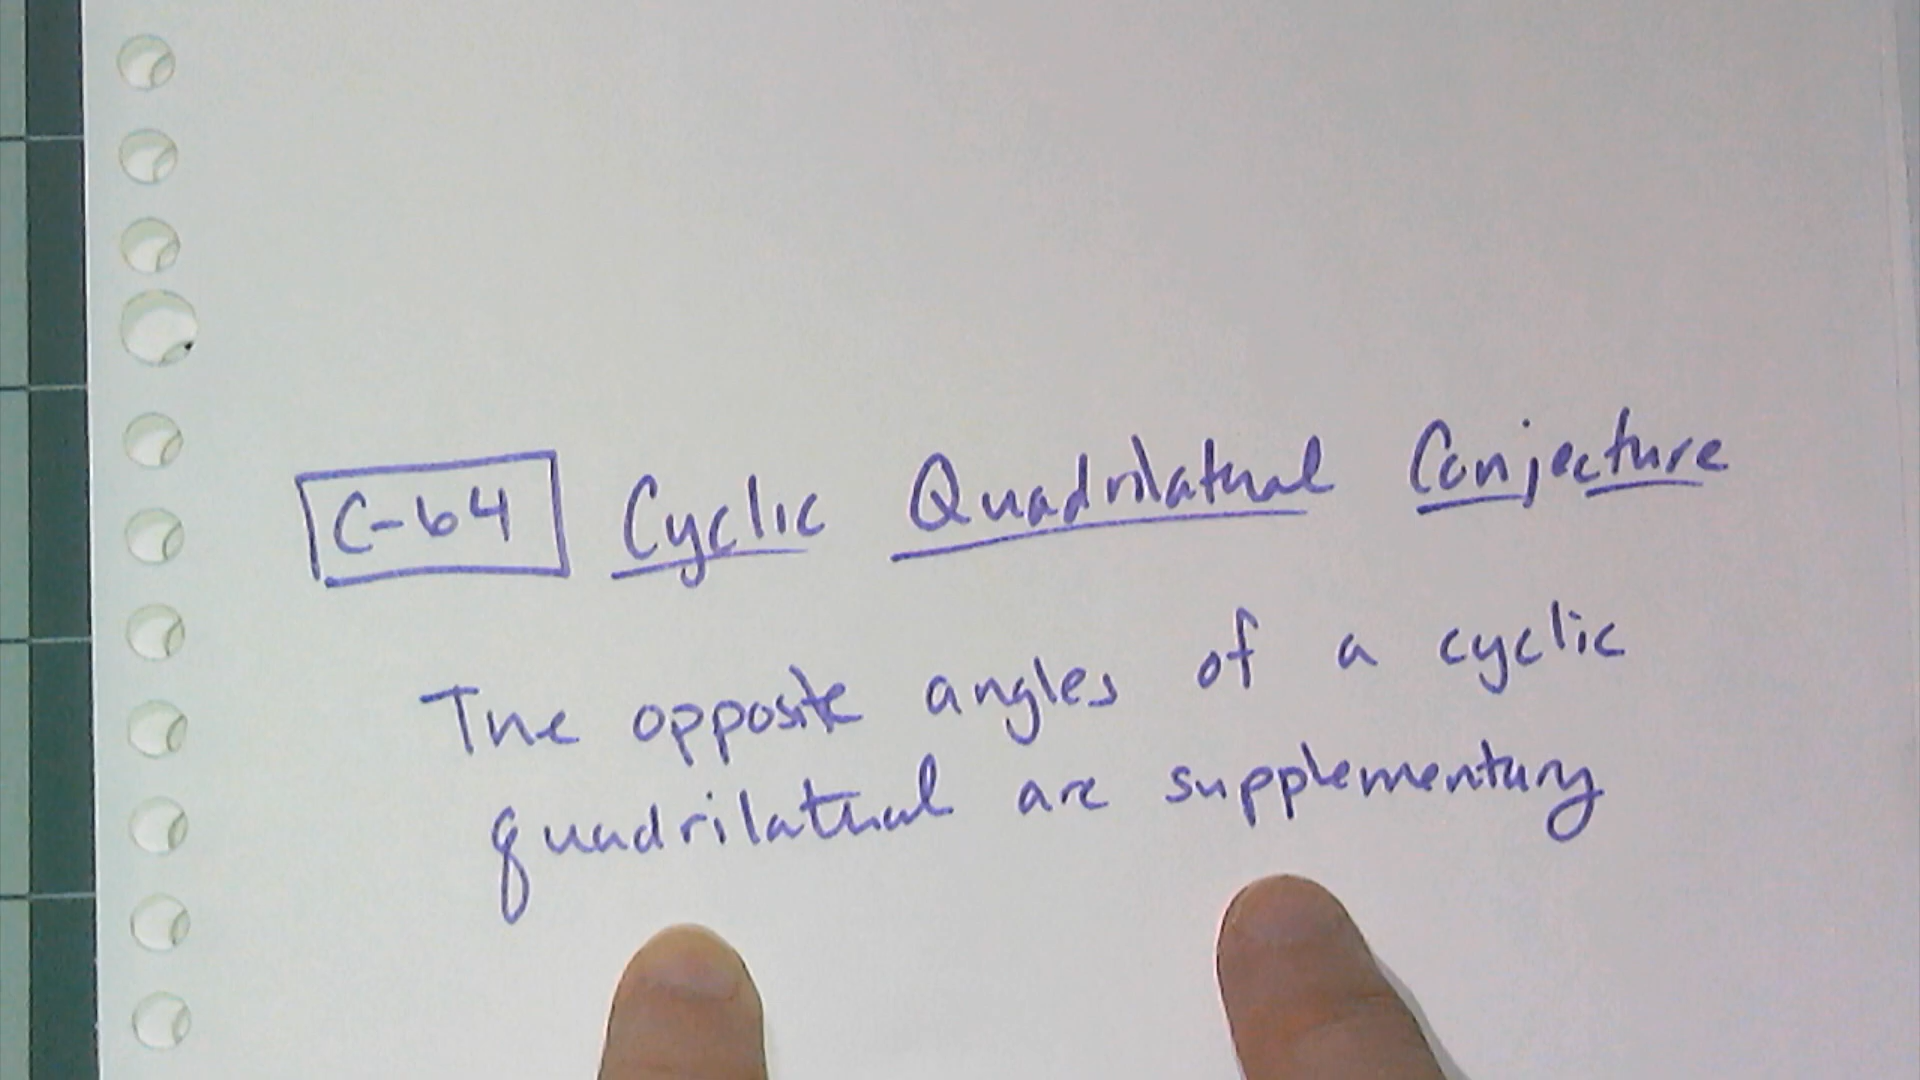 C-64 Cyclic Quadrilateral Conjecture
The opposite angles of a cyclic
quadrilateral are supplementary